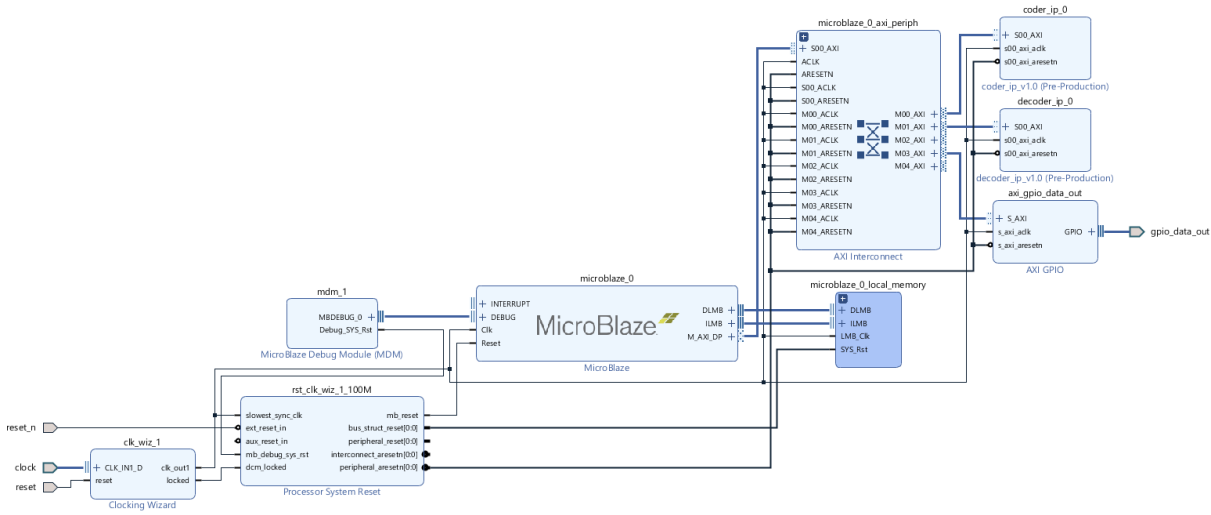 coder_ip_0
S00_AXI
s00_axi_aclk
s00_axi_aresetn
coder_ip_v1.0 (Pre-Production)
microblaze_0_axi_periph
S00_AXI
ACLK
ARESETN
S00_ACLK
S00_ARESETN
M00_ACLK
M00_ARESETN
M01_ACLK
M01_ARESETN
M02_ACLK
M02_ARESETN
M03_ACLK
M03_ARESETN
M04_ACLK
M04_ARESETN
M00_AXI
M01_AXI
M02_AXI
M03_AXI
M04_AXI
AXI Interconnect
decoder_ip_0
S00_AXI
s00_axi_aclk
s00_axi_aresetn
decoder_ip_v1.0 (Pre-Production)
axi_gpio_data_out
S_AXI
s_axi_aclk
s_axi_aresetn
GPIO
AXI GPIO
gpio_data_out
mdm_1
MBDEBUG_0
Debug_SYS_Rst
MicroBlaze Debug Module (MDM)
microblaze_0
INTERRUPT
DEBUG
Clk
Reset
MicroBlaze
DLMB
ILMB
M_AXI_DP
MicroBlaze
microblaze_0_local_memory
DLMB
ILMB
LMB_Clk
SYS_Rst
rst_clk_wiz_1_100M
slowest_sync_clk
ext_reset_in
aux_reset_in
mb_debug_sys_rst
dcm_locked
mb_reset
bus_struct_reset[0:0]
peripheral_reset[0:0]
interconnect_aresetn[0:0]
peripheral_aresetn[0:0]
Processor System Reset
reset_n
clock
reset
clk_wiz_1
CLK_IN1_D
reset
clk_out1
locked
Clocking Wizard